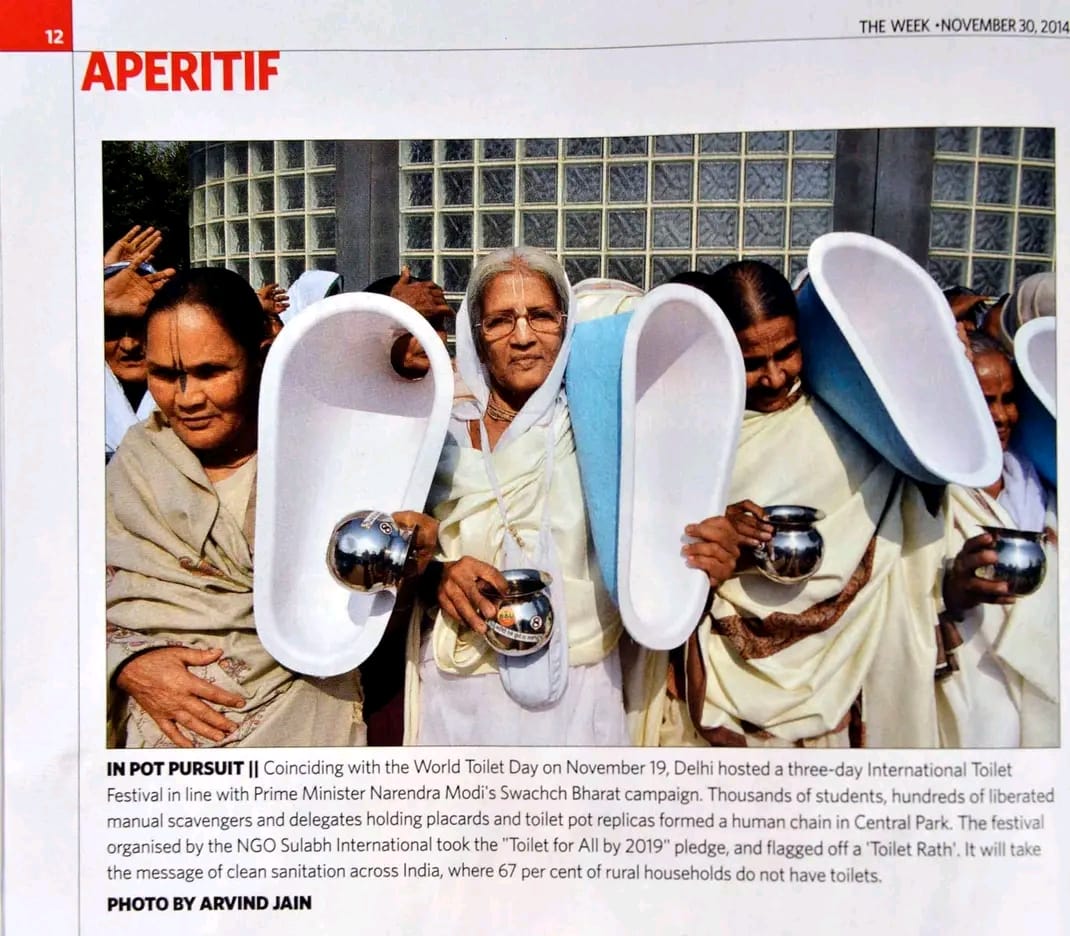 12
THE WEEK • NOVEMBER 30, 2014
APERITIF
IN POT PURSUIT || Coinciding with the World Toilet Day on November 19, Delhi hosted a three-day International Toilet
Festival in line with Prime Minister Narendra Modi's Swachch Bharat campaign. Thousands of students, hundreds of liberated
manual scavengers and delegates holding placards and toilet pot replicas formed a human chain in Central Park. The festival
organised by the NGO Sulabh International took the "Toilet for All by 2019" pledge, and flagged off a 'Toilet Rath'. It will take
the message of clean sanitation across India, where 67 per cent of rural households do not have toilets.
PHOTO BY ARVIND JAIN